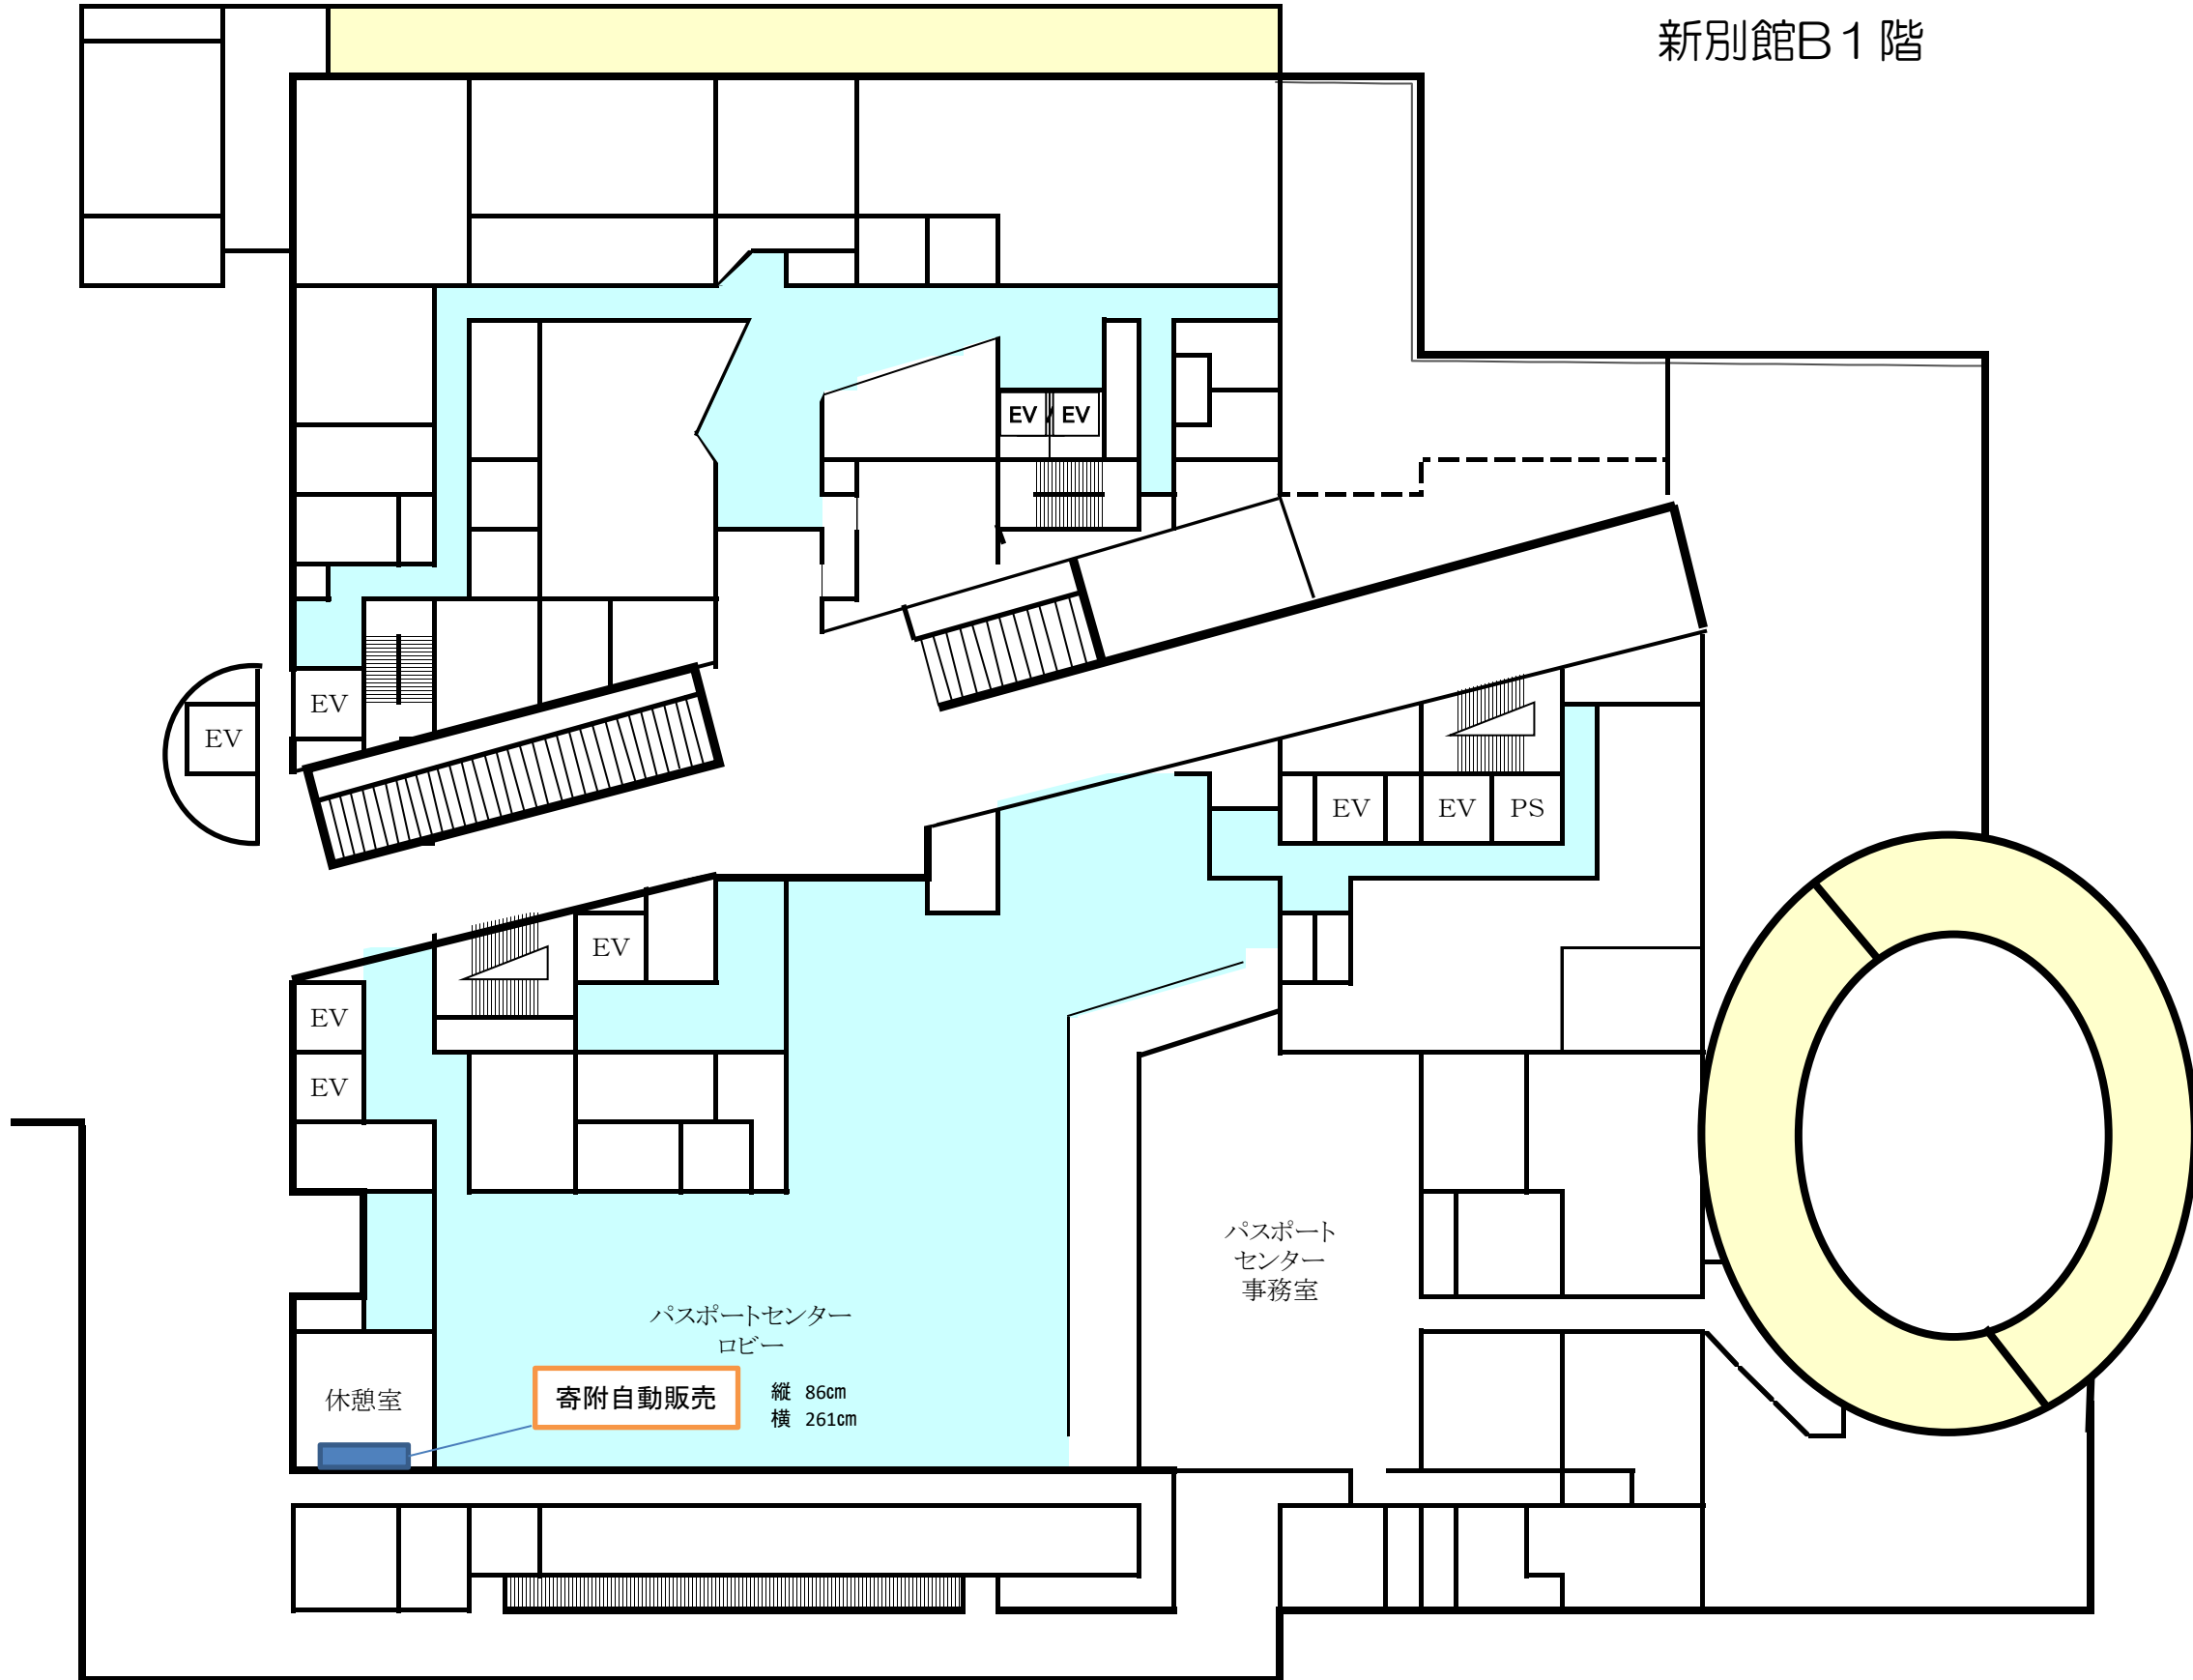 新別館B1階
EV EV
EV
EV
EV EV PS
EV
EV
EV
パスポート
センター
事務室
パスポートセンター
ロビー
休憩室
寄附自動販売
縦 86cm
横 261cm